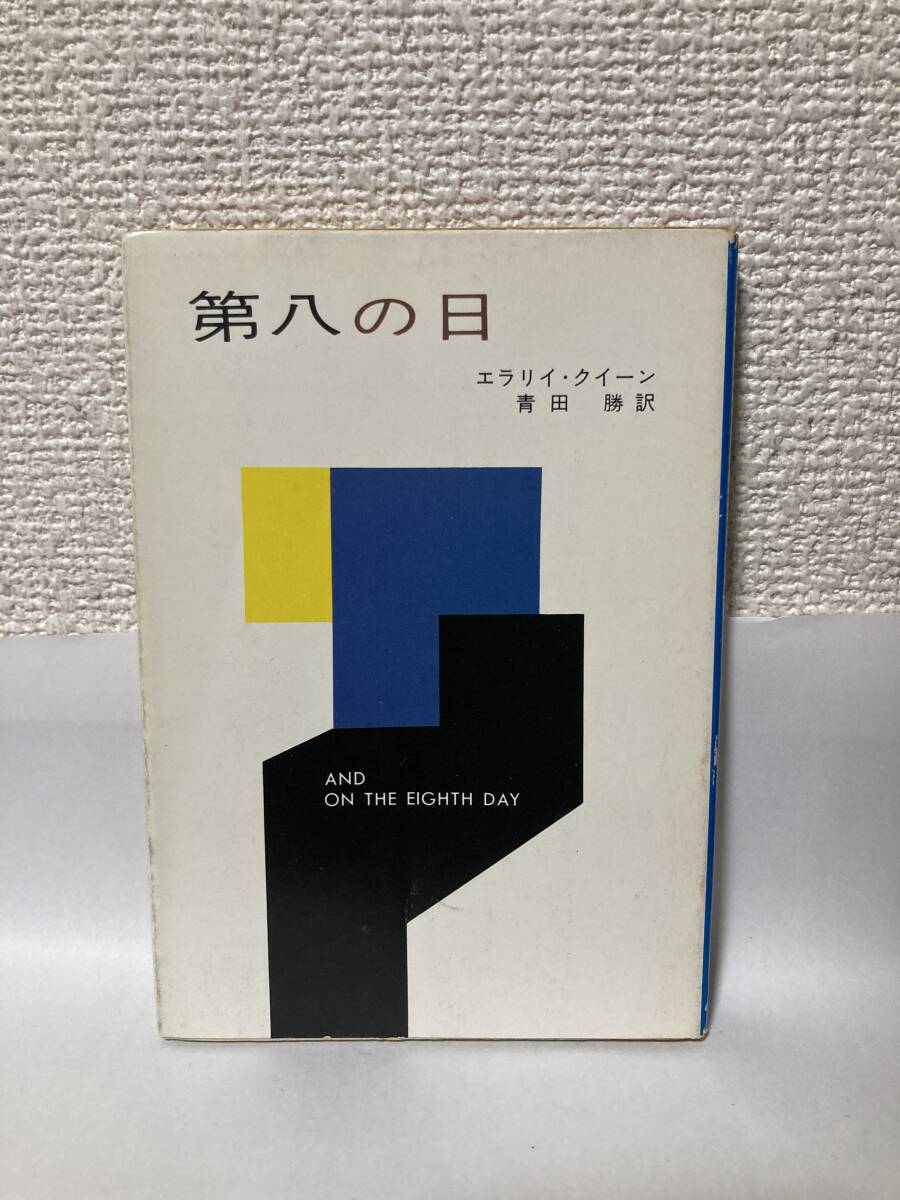 第八の日
エラリイ・クイーン
青田 勝訳
AND
ON THE EIGHTH DAY